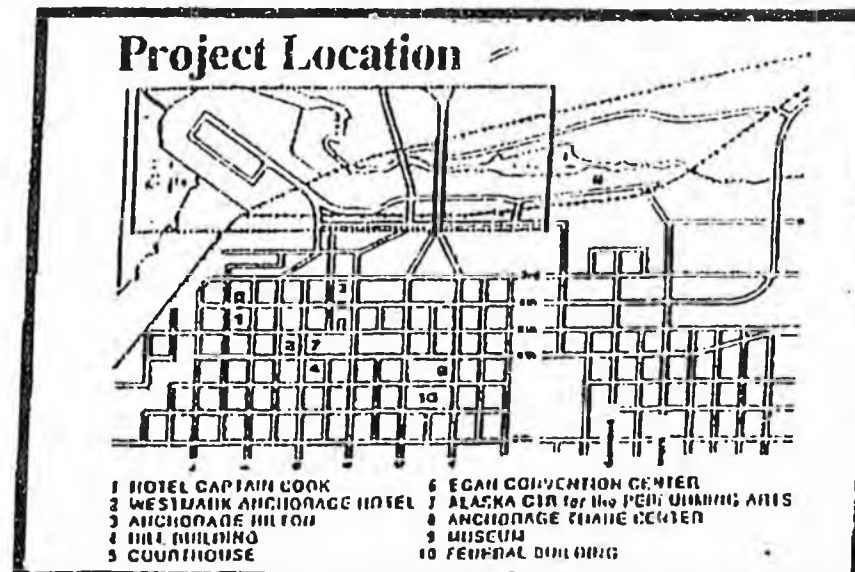 Project Location
3rd
1 HOTEL CAPTAIN COOK
2 WESTMARK ANCHORAGE HOTEL
3 ANCHORAGE HILTON
4 HILL BUILDING
5 COURTHOUSE
6 EGAN CONVENTION CENTER
7 ALASKA CTR for the PERFORMING ARTS
8 ANCHORAGE TRADE CENTER
9 MUSEUM
10 FEDERAL BUILDING